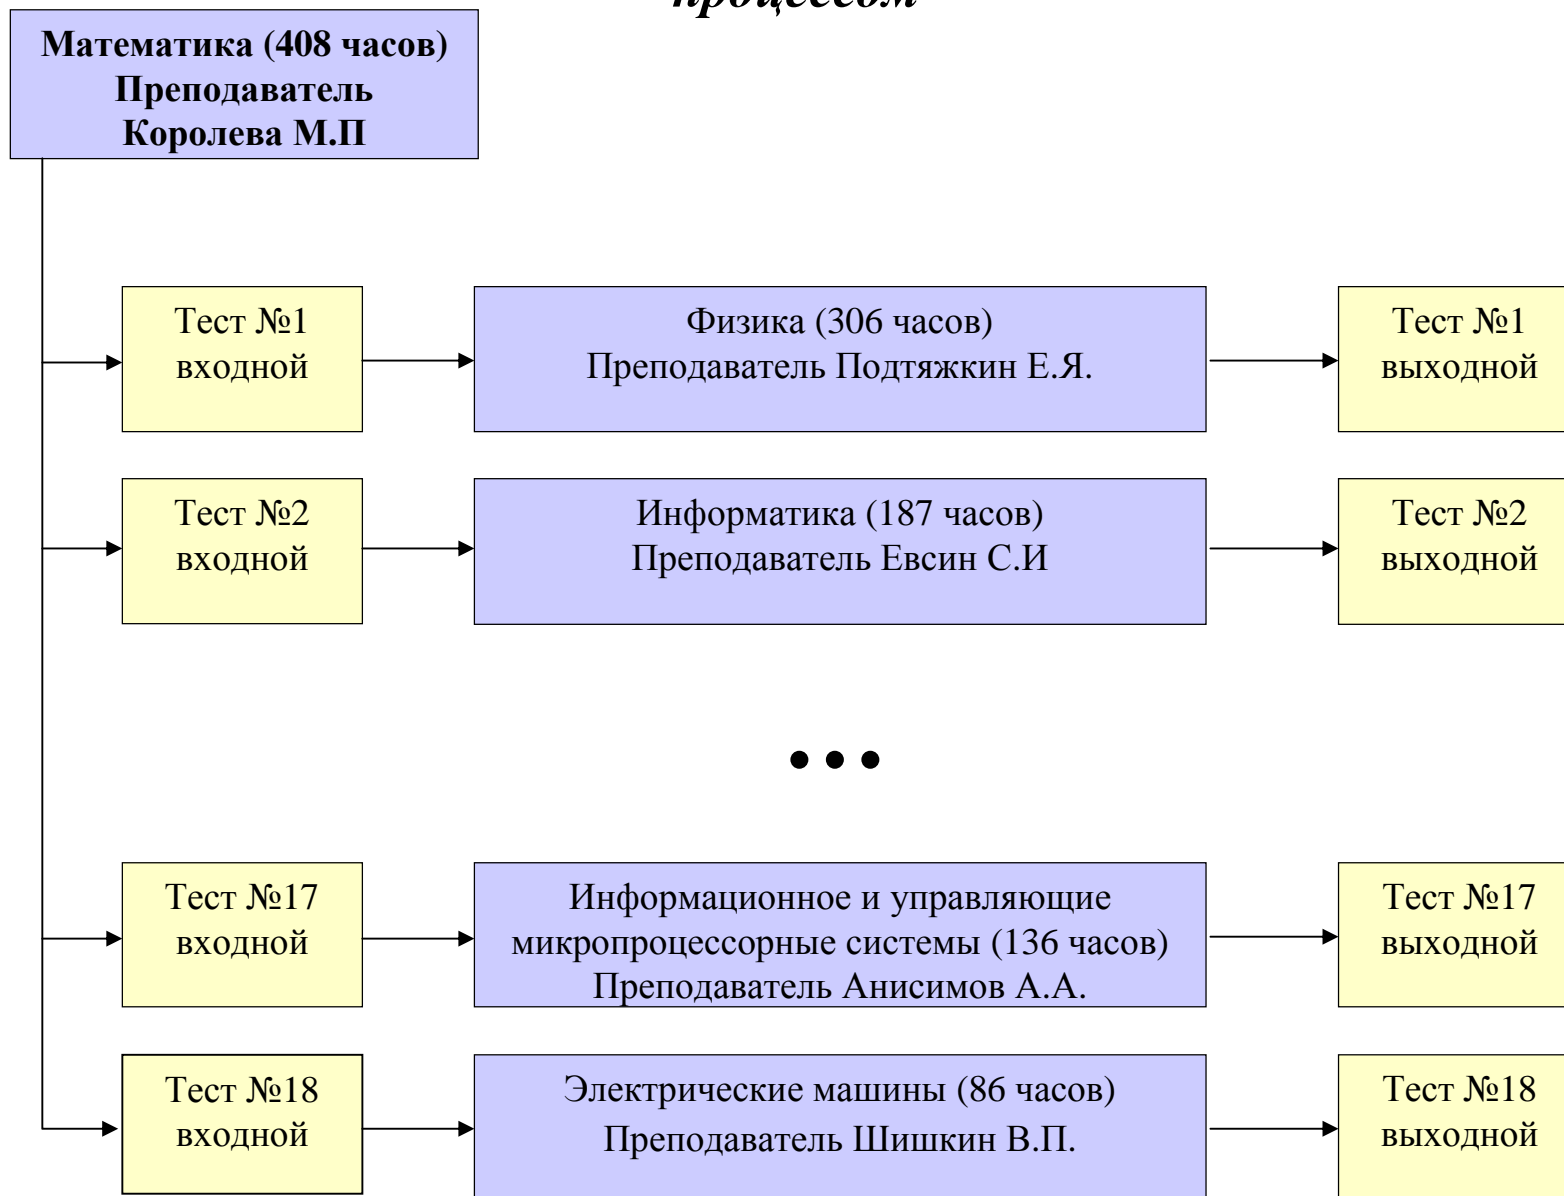 процессом
Математика (408 часов)
Преподаватель
Королева М.П
Тест №1
входной
Физика (306 часов)
Преподаватель Подтяжкин Е.Я.
Тест №1
выходной
Тест №2
входной
Информатика (187 часов)
Преподаватель Евсин С.И
Тест №2
выходной
• • •
Тест №17
входной
Информационное и управляющие
микропроцессорные системы (136 часов)
Преподаватель Анисимов А.А.
Тест №17
выходной
Тест №18
входной
Электрические машины (86 часов)
Преподаватель Шишкин В.П.
Тест №18
выходной